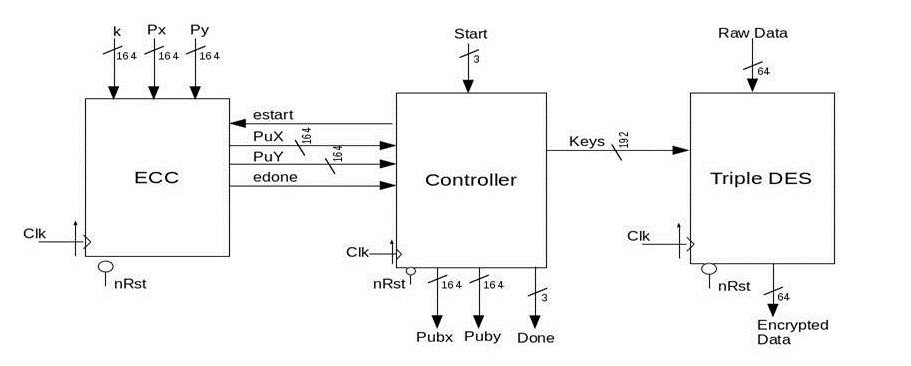 k Px Py
164 164 164
Start
3
Raw Data
64
estart
PuX 164
PuY 164
edone
ECC
Controller
Keys 192
Triple DES
Clk
nRst
Clk
nRst
Clk
nRst
164 164 3
Pubx Puby Done
64
Encrypted
Data